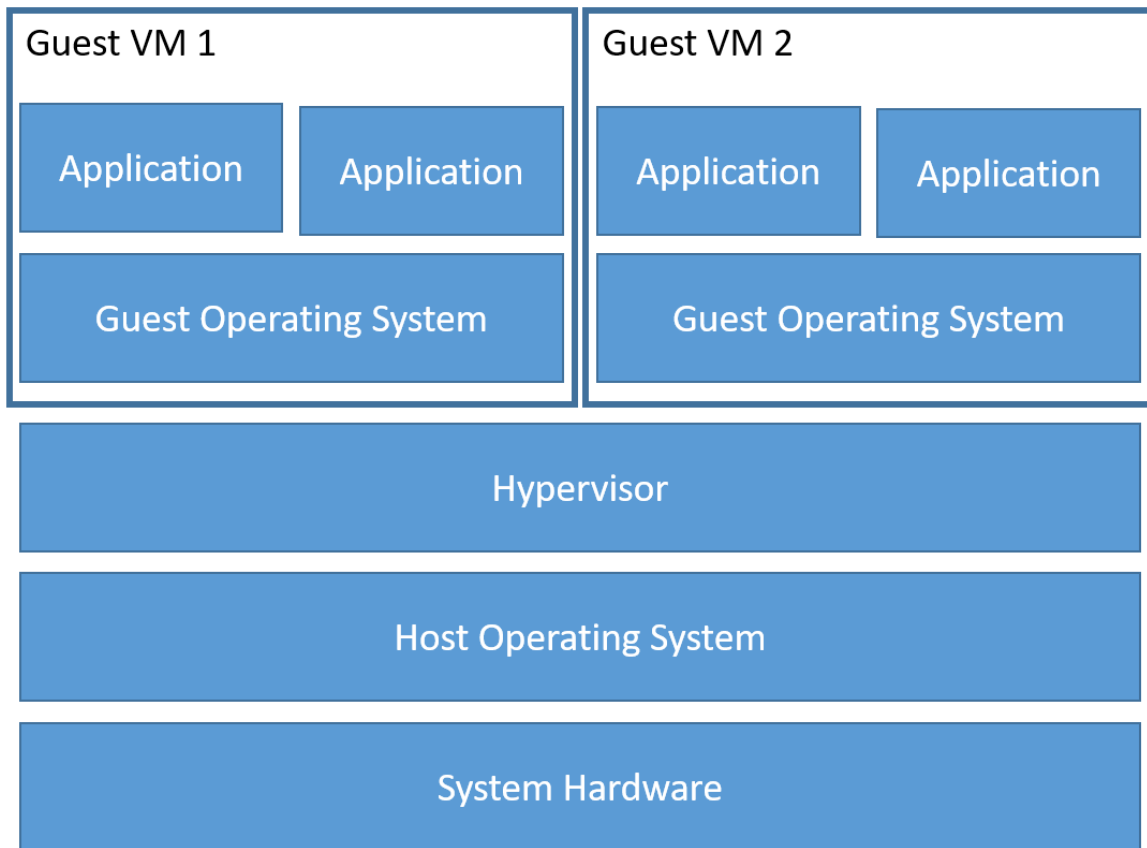 Guest VM 1
Application
Application
Guest Operating System
Guest VM 2
Application
Application
Guest Operating System
Hypervisor
Host Operating System
System Hardware